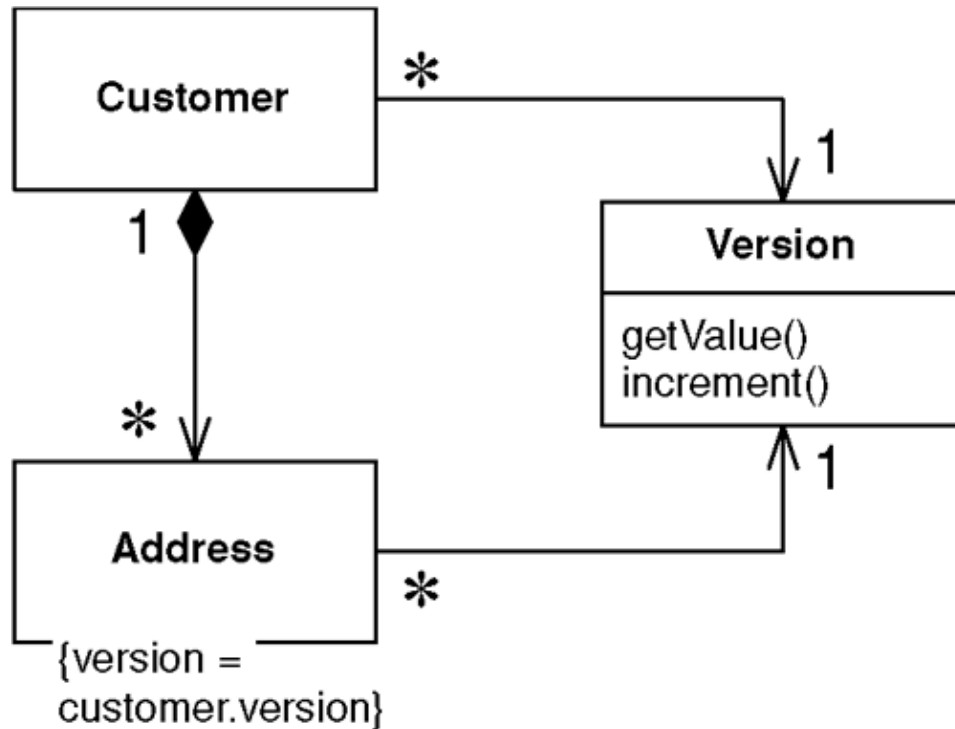 Customer
*
1
1
Version
getValue()
increment()
*
1
Address
*
{version =
customer.version}